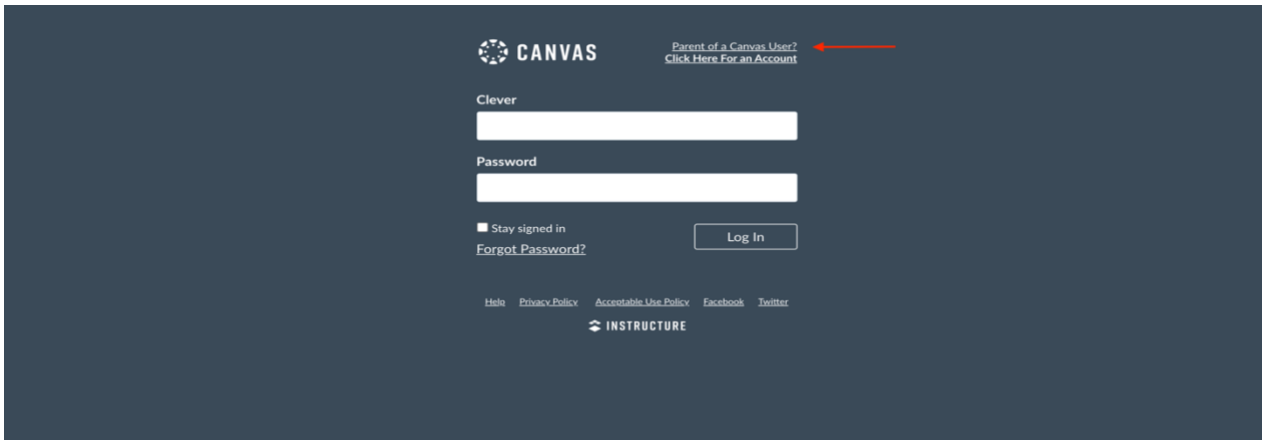 CANVAS
Parent of a Canvas User?
Click Here For an Account
Clever
Password
Stay signed in
Forgot Password?
Log In
Help Privacy Policy Acceptable Use Policy Facebook Twitter
INSTRUCTURE